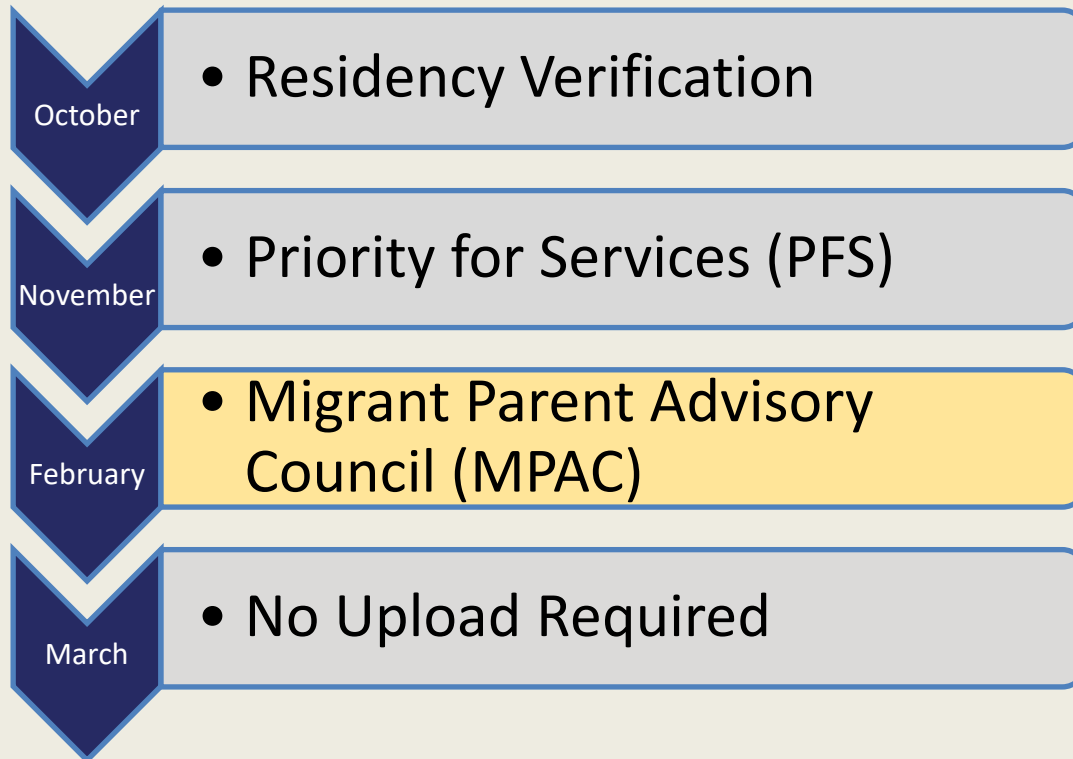 October
• Residency Verification
November
• Priority for Services (PFS)
February
• Migrant Parent Advisory
Council (MPAC)
March
• No Upload Required